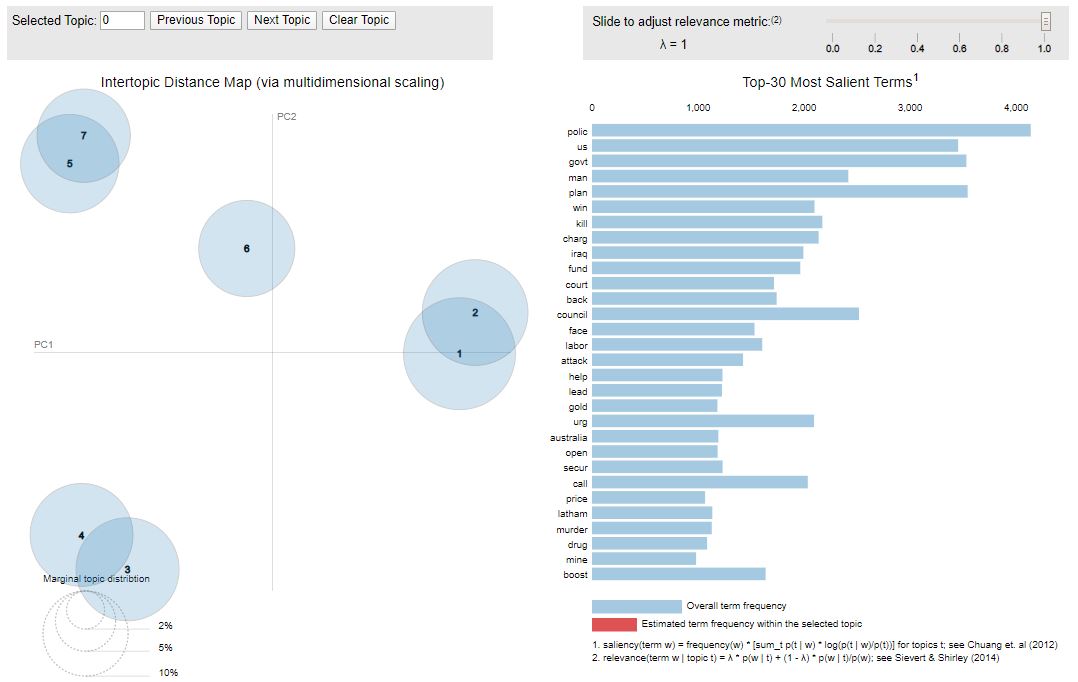 Selected Topic: 0 Previous Topic Next Topic Clear Topic
Slide to adjust relevance metric:(2)
λ = 1
0.0 0.2 0.4 0.6 0.8 1.0
Intertopic Distance Map (via multidimensional scaling)
PC2
PC1
7
5
6
2
1
4
3
Marginal topic distribtion
2%
5%
10%
Top-30 Most Salient Terms1
0 1,000 2,000 3,000 4,000
polic
us
govt
man
plan
win
kill
charg
iraq
fund
court
back
council
face
labor
attack
help
lead
gold
urg
australia
open
secur
call
price
latham
murder
drug
mine
boost
Overall term frequency
Estimated term frequency within the selected topic
1. saliency(term w) = frequency(w) * [sum_t p(t | w) * log(p(t | w)/p(t))] for topics t; see Chuang et. al (2012)
2. relevance(term w | topic t) = λ * p(w | t) + (1 - λ) * p(w | t)/p(w); see Sievert & Shirley (2014)